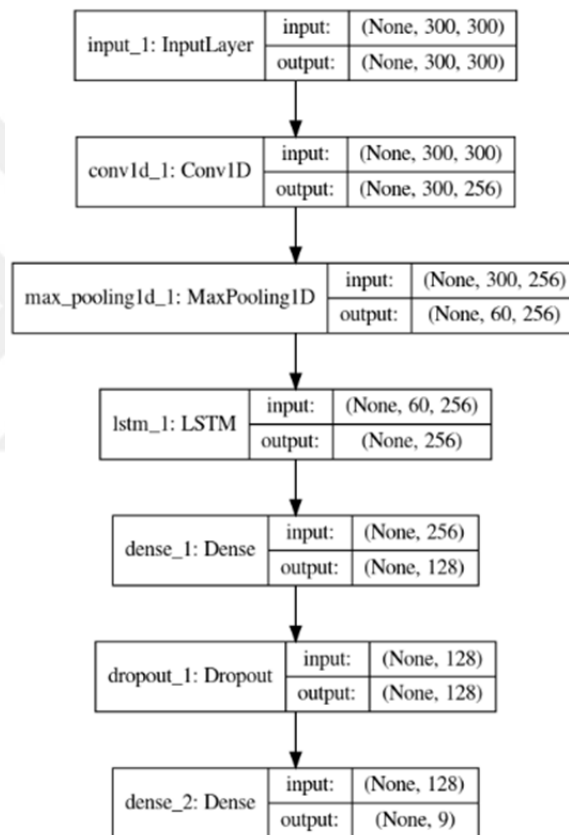 input_1: InputLayer
input: (None, 300, 300)
output: (None, 300, 300)
conv1d_1: Conv1D
input: (None, 300, 300)
output: (None, 300, 256)
max_pooling1d_1: MaxPooling1D
input: (None, 300, 256)
output: (None, 60, 256)
lstm_1: LSTM
input: (None, 60, 256)
output: (None, 256)
dense_1: Dense
input: (None, 256)
output: (None, 128)
dropout_1: Dropout
input: (None, 128)
output: (None, 128)
dense_2: Dense
input: (None, 128)
output: (None, 9)